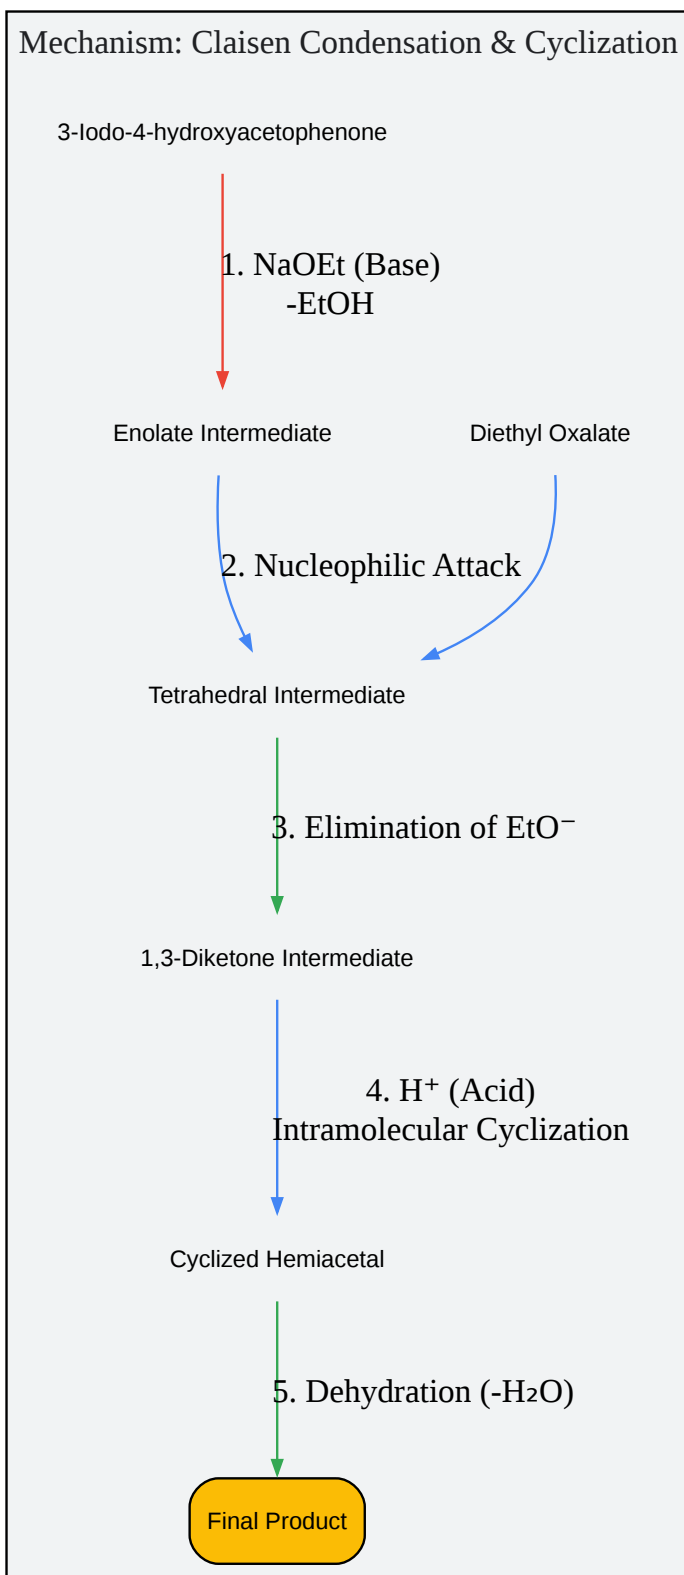 Mechanism: Claisen Condensation & Cyclization
3-Iodo-4-hydroxyacetophenone
1. NaOEt (Base)
-EtOH
Enolate Intermediate
Diethyl Oxalate
2. Nucleophilic Attack
Tetrahedral Intermediate
3. Elimination of EtO⁻
1,3-Diketone Intermediate
4. H⁺ (Acid)
Intramolecular Cyclization
Cyclized Hemiacetal
5. Dehydration (-H₂O)
Final Product